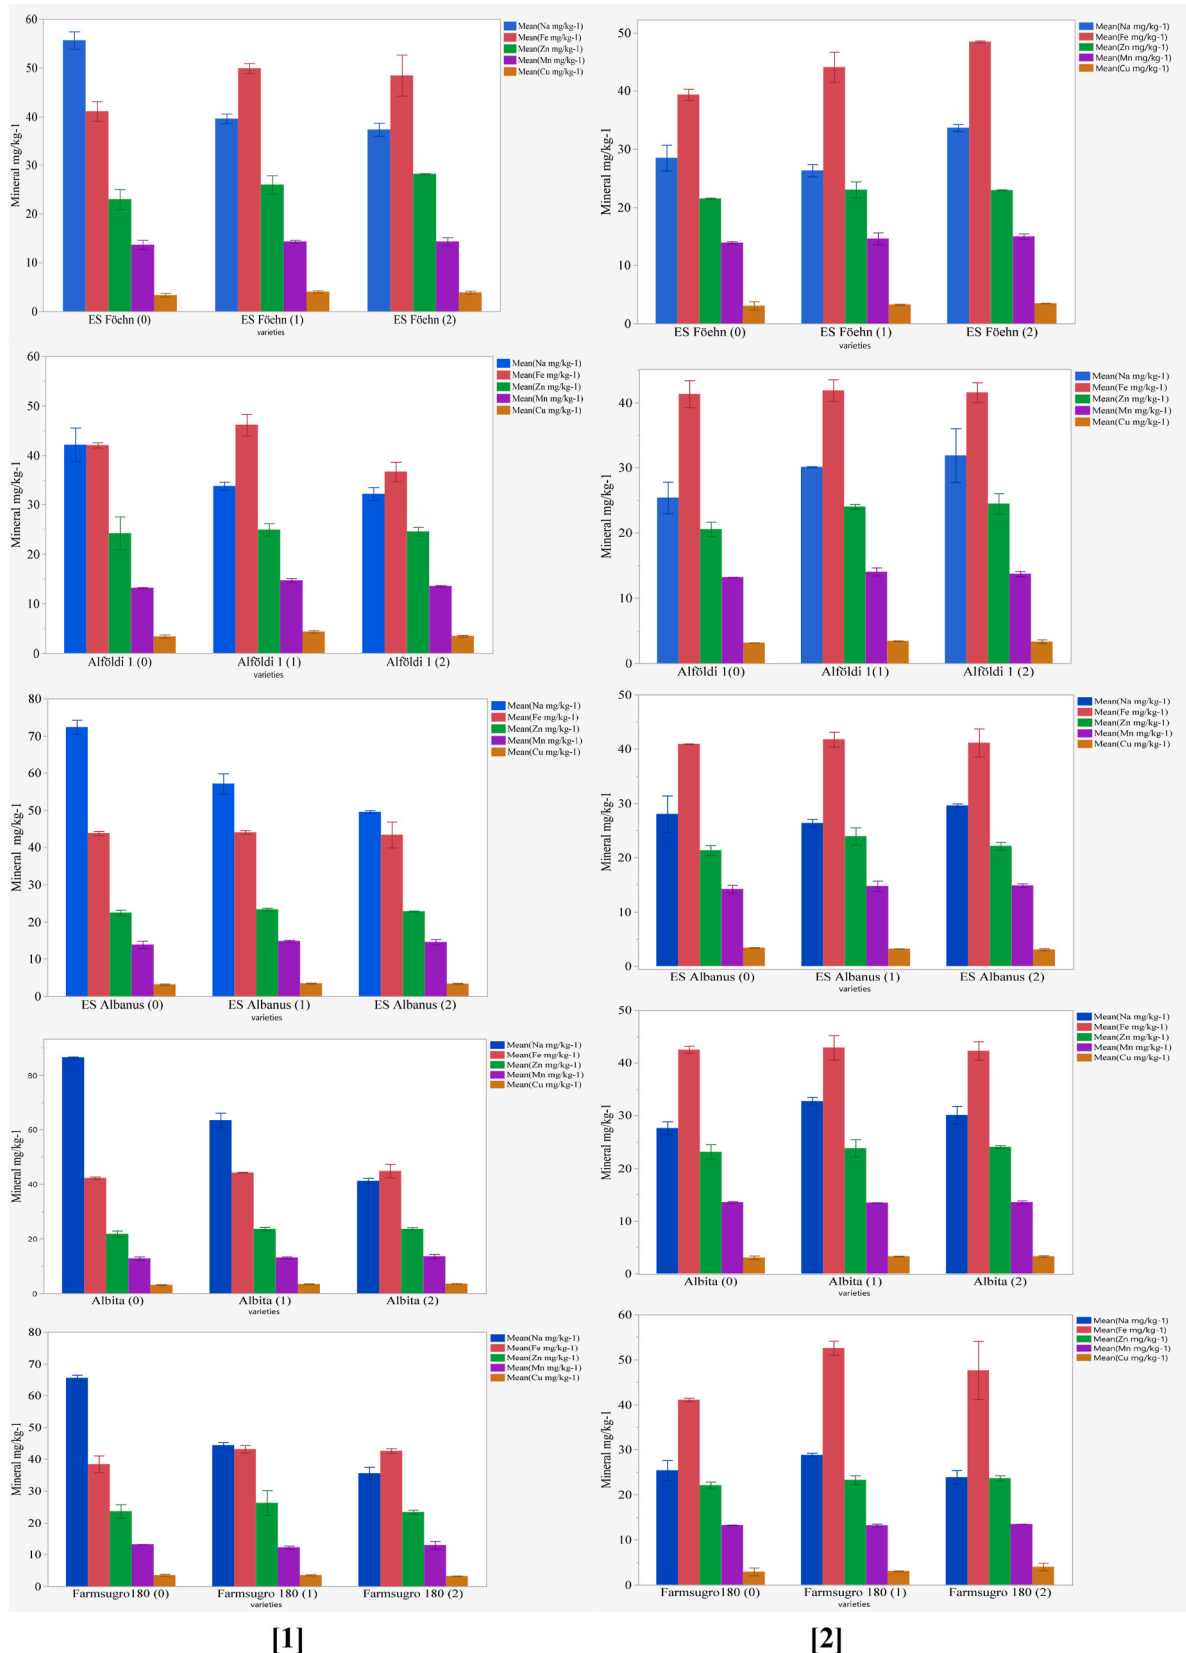 60
50
40
30
20
10
0
Mineral mg/kg-1
Mean(Na mg/kg-1)
Mean(Fe mg/kg-1)
Mean(Zn mg/kg-1)
Mean(Mn mg/kg-1)
Mean(Cu mg/kg-1)
ES Föehn (0) ES Föehn (1) ES Föehn (2)
varieties
50
40
30
20
10
0
Mineral mg/kg-1
Mean(Na mg/kg-1)
Mean(Fe mg/kg-1)
Mean(Zn mg/kg-1)
Mean(Mn mg/kg-1)
Mean(Cu mg/kg-1)
ES Föehn (0) ES Föehn (1) ES Föehn (2)
varieties
60
50
40
30
20
10
0
Mineral mg/kg-1
Mean(Na mg/kg-1)
Mean(Fe mg/kg-1)
Mean(Zn mg/kg-1)
Mean(Mn mg/kg-1)
Mean(Cu mg/kg-1)
Alföldi 1 (0) Alföldi 1 (1) Alföldi 1 (2)
varieties
40
30
20
10
0
Mineral mg/kg-1
Mean(Na mg/kg-1)
Mean(Fe mg/kg-1)
Mean(Zn mg/kg-1)
Mean(Mn mg/kg-1)
Mean(Cu mg/kg-1)
Alföldi 1(0) Alföldi 1(1) Alföldi 1 (2)
80
70
60
50
40
30
20
10
0
Mineral mg/kg-1
Mean(Na mg/kg-1)
Mean(Fe mg/kg-1)
Mean(Zn mg/kg-1)
Mean(Mn mg/kg-1)
Mean(Cu mg/kg-1)
ES Albanus (0) ES Albanus (1) ES Albanus (2)
varieties
50
40
30
20
10
0
Mineral mg/kg-1
Mean(Na mg/kg-1)
Mean(Fe mg/kg-1)
Mean(Zn mg/kg-1)
Mean(Mn mg/kg-1)
Mean(Cu mg/kg-1)
ES Albanus (0) ES Albanus (1) ES Albanus (2)
varieties
80
60
40
20
0
Mineral mg/kg-1
Mean(Na mg/kg-1)
Mean(Fe mg/kg-1)
Mean(Zn mg/kg-1)
Mean(Mn mg/kg-1)
Mean(Cu mg/kg-1)
Albita (0) Albita (1) Albita (2)
varieties
50
40
30
20
10
0
Mineral mg/kg-1
Mean(Na mg/kg-1)
Mean(Fe mg/kg-1)
Mean(Zn mg/kg-1)
Mean(Mn mg/kg-1)
Mean(Cu mg/kg-1)
Albita (0) Albita (1) Albita (2)
varieties
80
70
60
50
40
30
20
10
0
Mineral mg/kg-1
Mean(Na mg/kg-1)
Mean(Fe mg/kg-1)
Mean(Zn mg/kg-1)
Mean(Mn mg/kg-1)
Mean(Cu mg/kg-1)
Farmsugro180 (0) Farmsugro 180 (1) Farmsugro 180 (2)
varieties
60
50
40
30
20
10
0
Mineral mg/kg-1
Mean(Na mg/kg-1)
Mean(Fe mg/kg-1)
Mean(Zn mg/kg-1)
Mean(Mn mg/kg-1)
Mean(Cu mg/kg-1)
Farmsugro180 (0) Farmsugro 180 (1) Farmsugro 180 (2)
varieties
[1] [2]